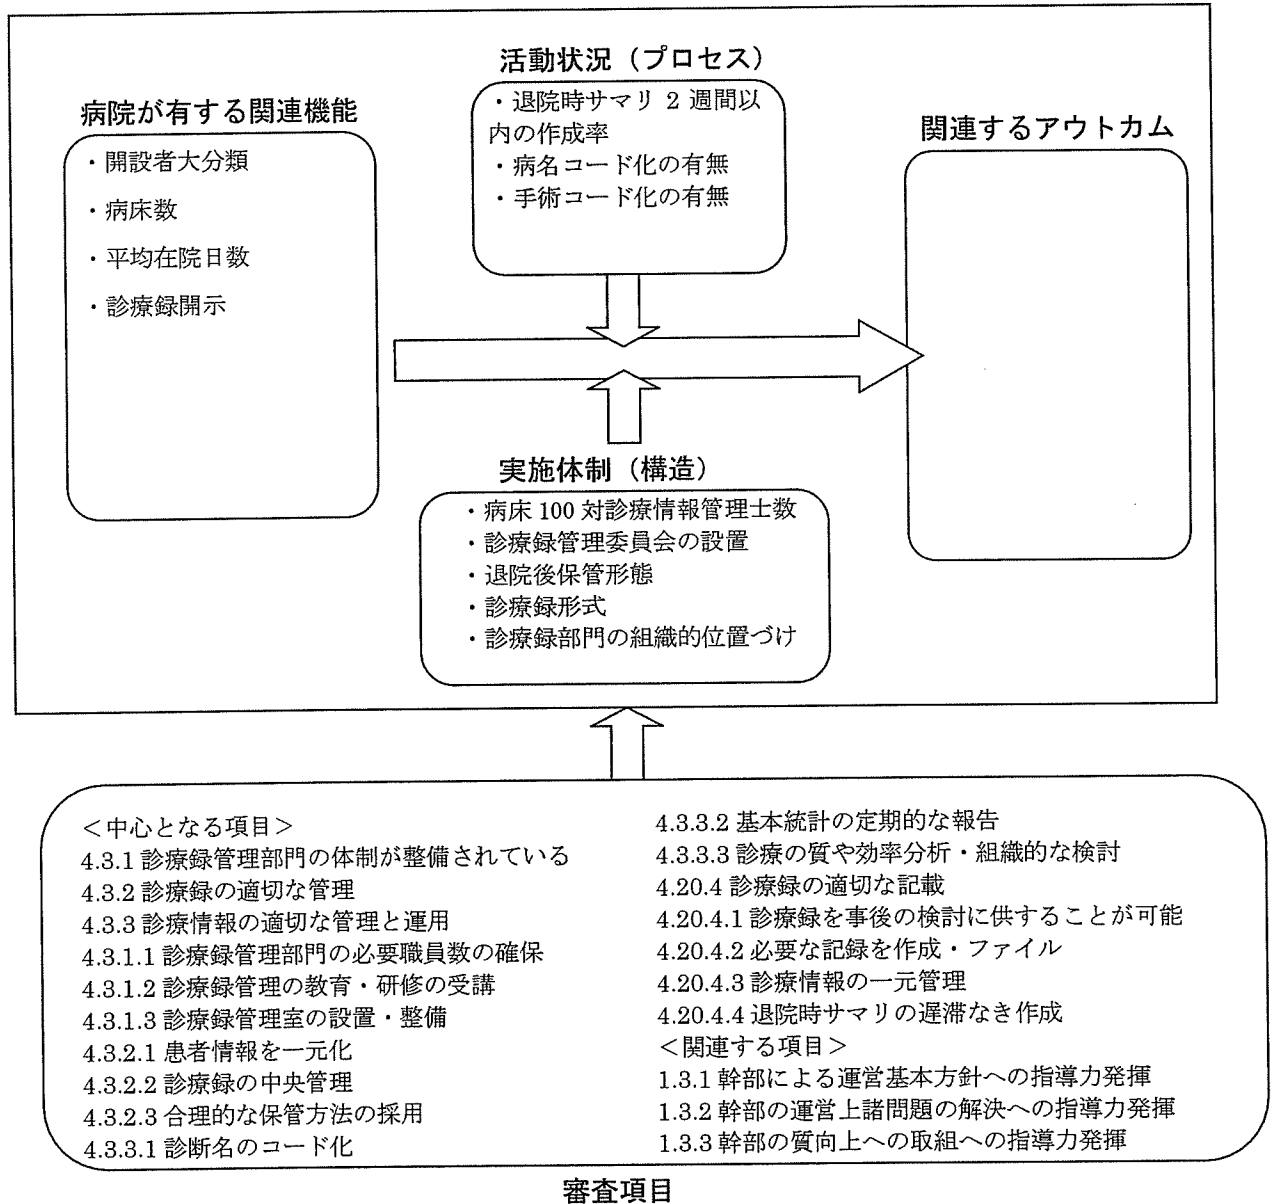 病院が有する関連機能
・開設者大分類
・病床数
・平均在院日数
・診療録開示
活動状況（プロセス）
・退院時サマリ 2 週間以
内の作成率
・病名コード化の有無
・手術コード化の有無
関連するアウトカム
実施体制（構造）
・病床 100 対診療情報管理士数
・診療録管理委員会の設置
・退院後保管形態
・診療録形式
・診療録部門の組織的位置づけ
＜中心となる項目＞
4.3.1 診療録管理部門の体制が整備されている
4.3.2 診療録の適切な管理
4.3.3 診療情報の適切な管理と運用
4.3.1.1 診療録管理部門の必要職員数の確保
4.3.1.2 診療録管理の教育・研修の受講
4.3.1.3 診療録管理室の設置・整備
4.3.2.1 患者情報を一元化
4.3.2.2 診療録の中央管理
4.3.2.3 合理的な保管方法の採用
4.3.3.1 診断名のコード化
4.3.3.2 基本統計の定期的な報告
4.3.3.3 診療の質や効率分析・組織的な検討
4.20.4 診療録の適切な記載
4.20.4.1 診療録を事後の検討に供することが可能
4.20.4.2 必要な記録を作成・ファイル
4.20.4.3 診療情報の一元管理
4.20.4.4 退院時サマリの遅滞なき作成
＜関連する項目＞
1.3.1 幹部による運営基本方針への指導力発揮
1.3.2 幹部の運営上諸問題の解決への指導力発揮
1.3.3 幹部の質向上への取組への指導力発揮
審査項目